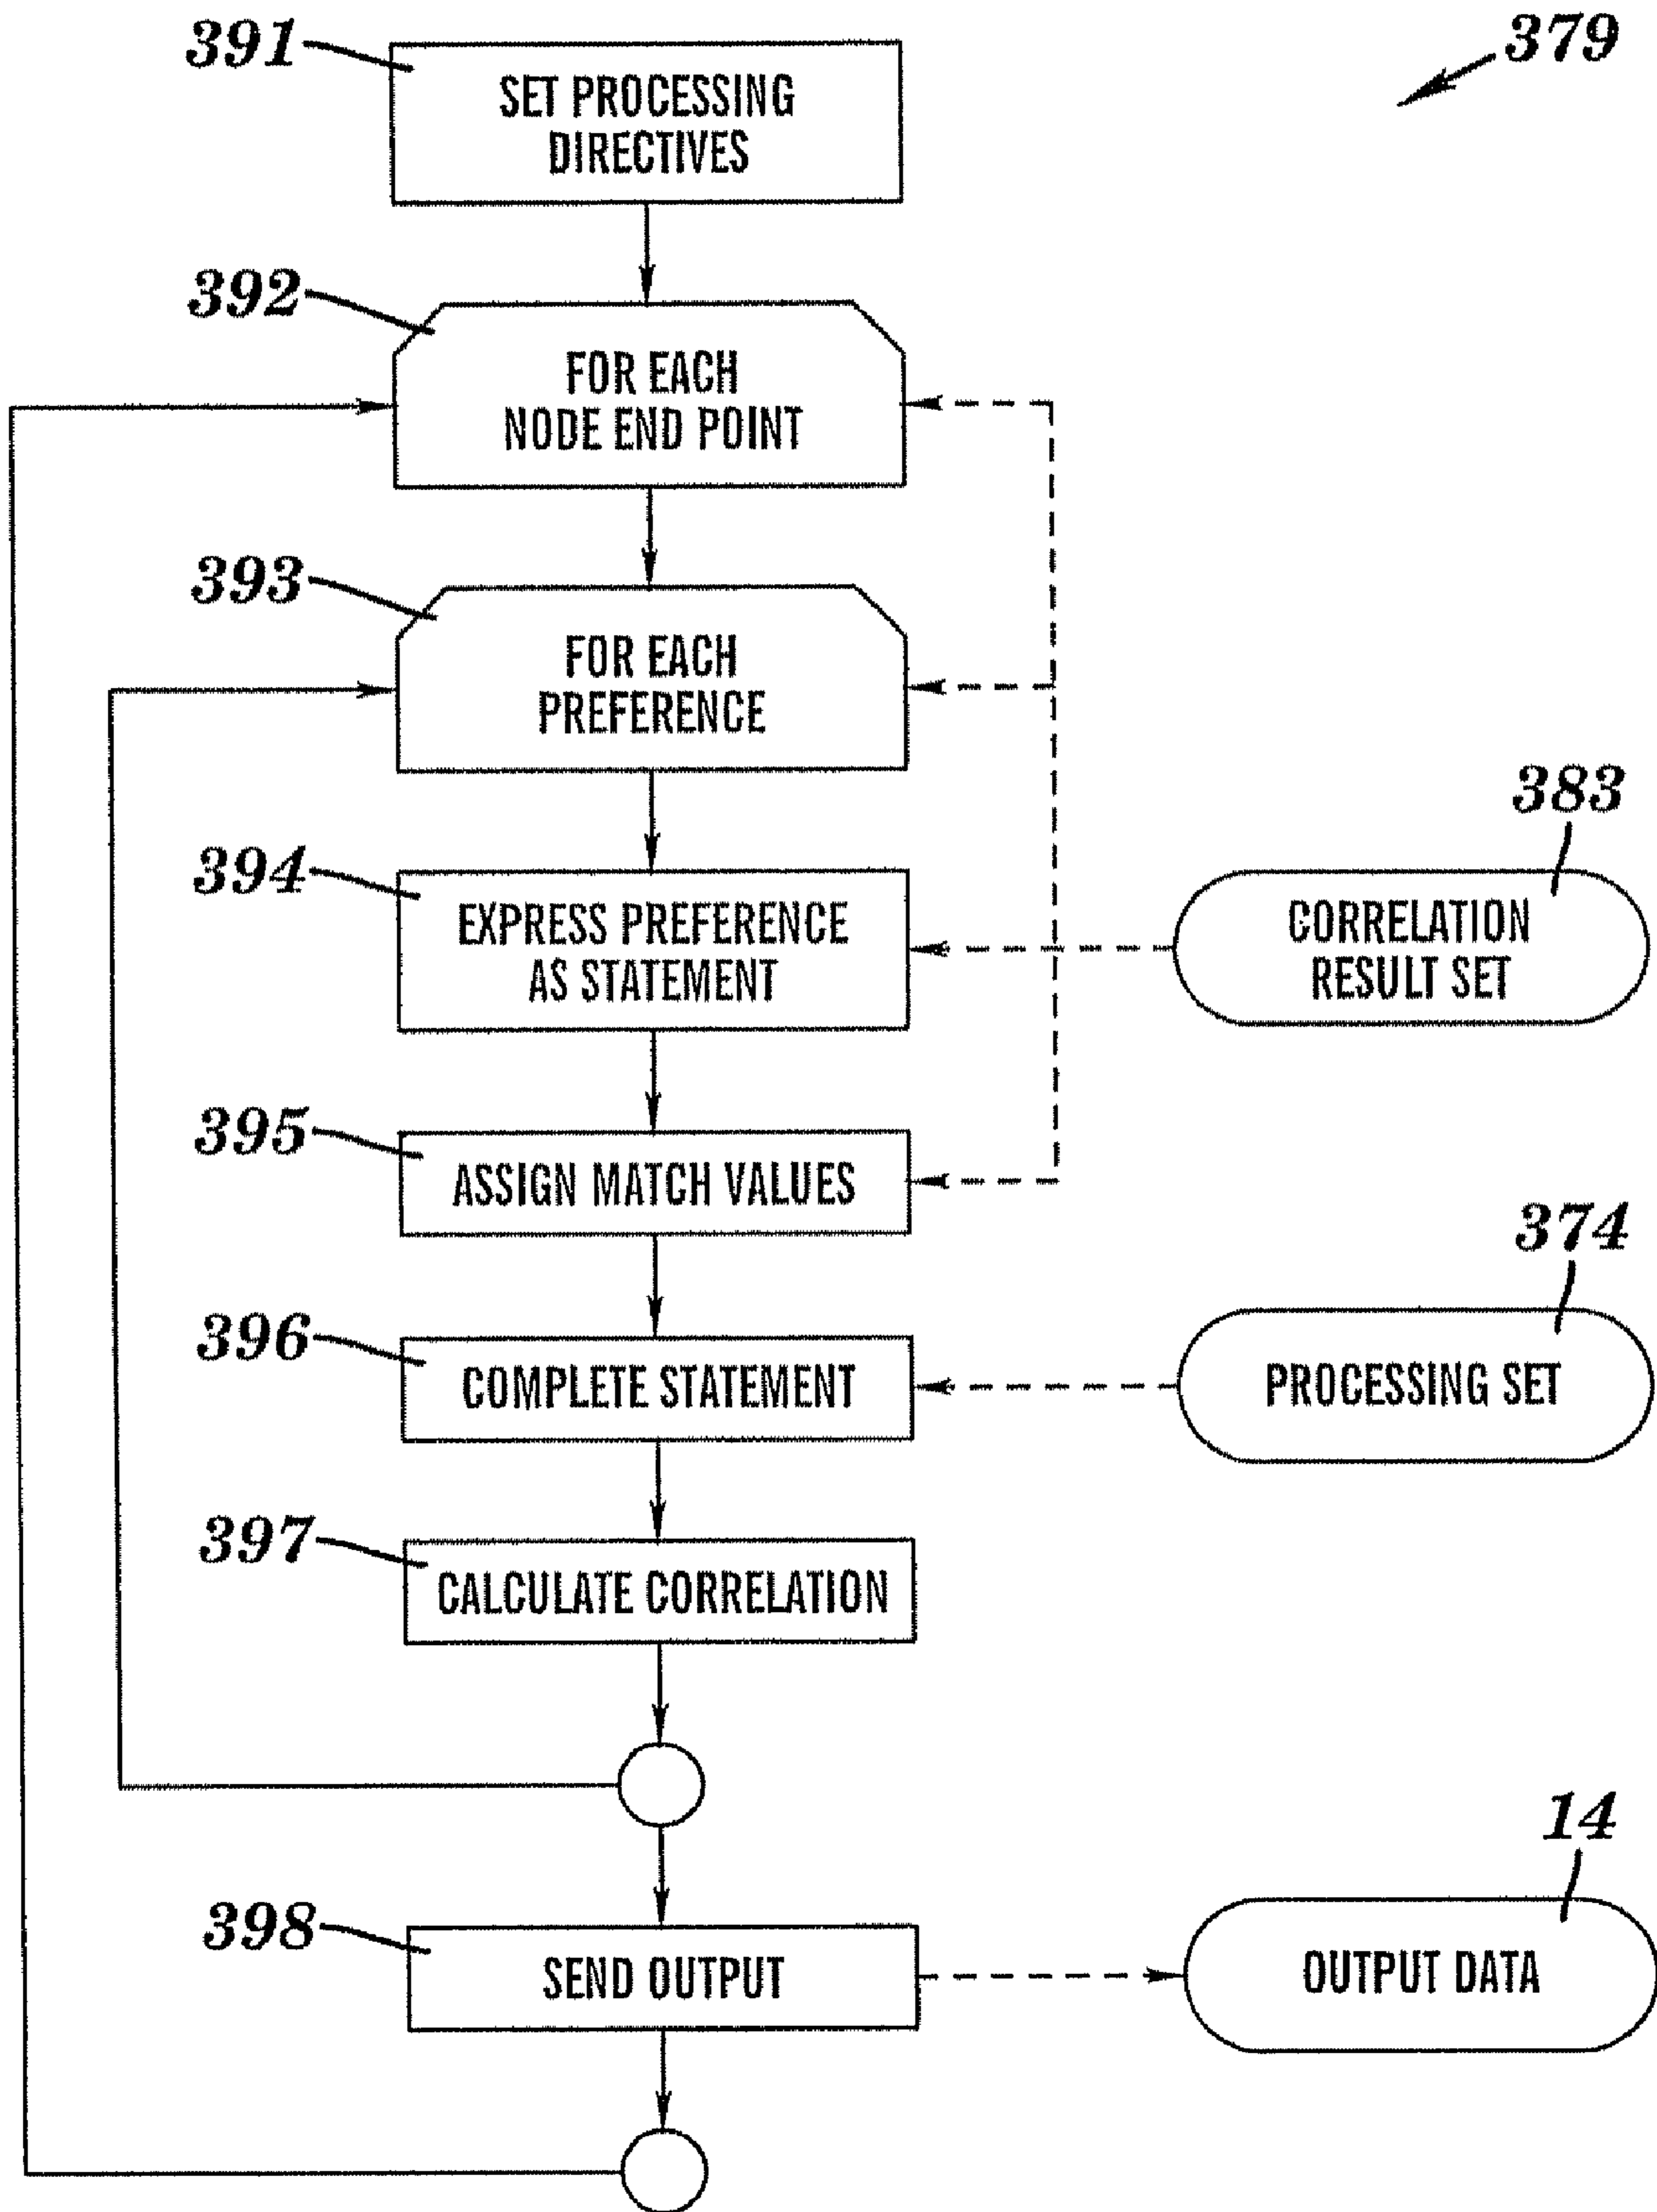 391
379
SET PROCESSING
DIRECTIVES
392
FOR EACH
NODE END POINT
393
FOR EACH
PREFERENCE
383
394
EXPRESS PREFERENCE
AS STATEMENT
CORRELATION
RESULT SET
395
ASSIGN MATCH VALUES
374
396
COMPLETE STATEMENT
PROCESSING SET
397
CALCULATE CORRELATION
14
398
SEND OUTPUT
OUTPUT DATA